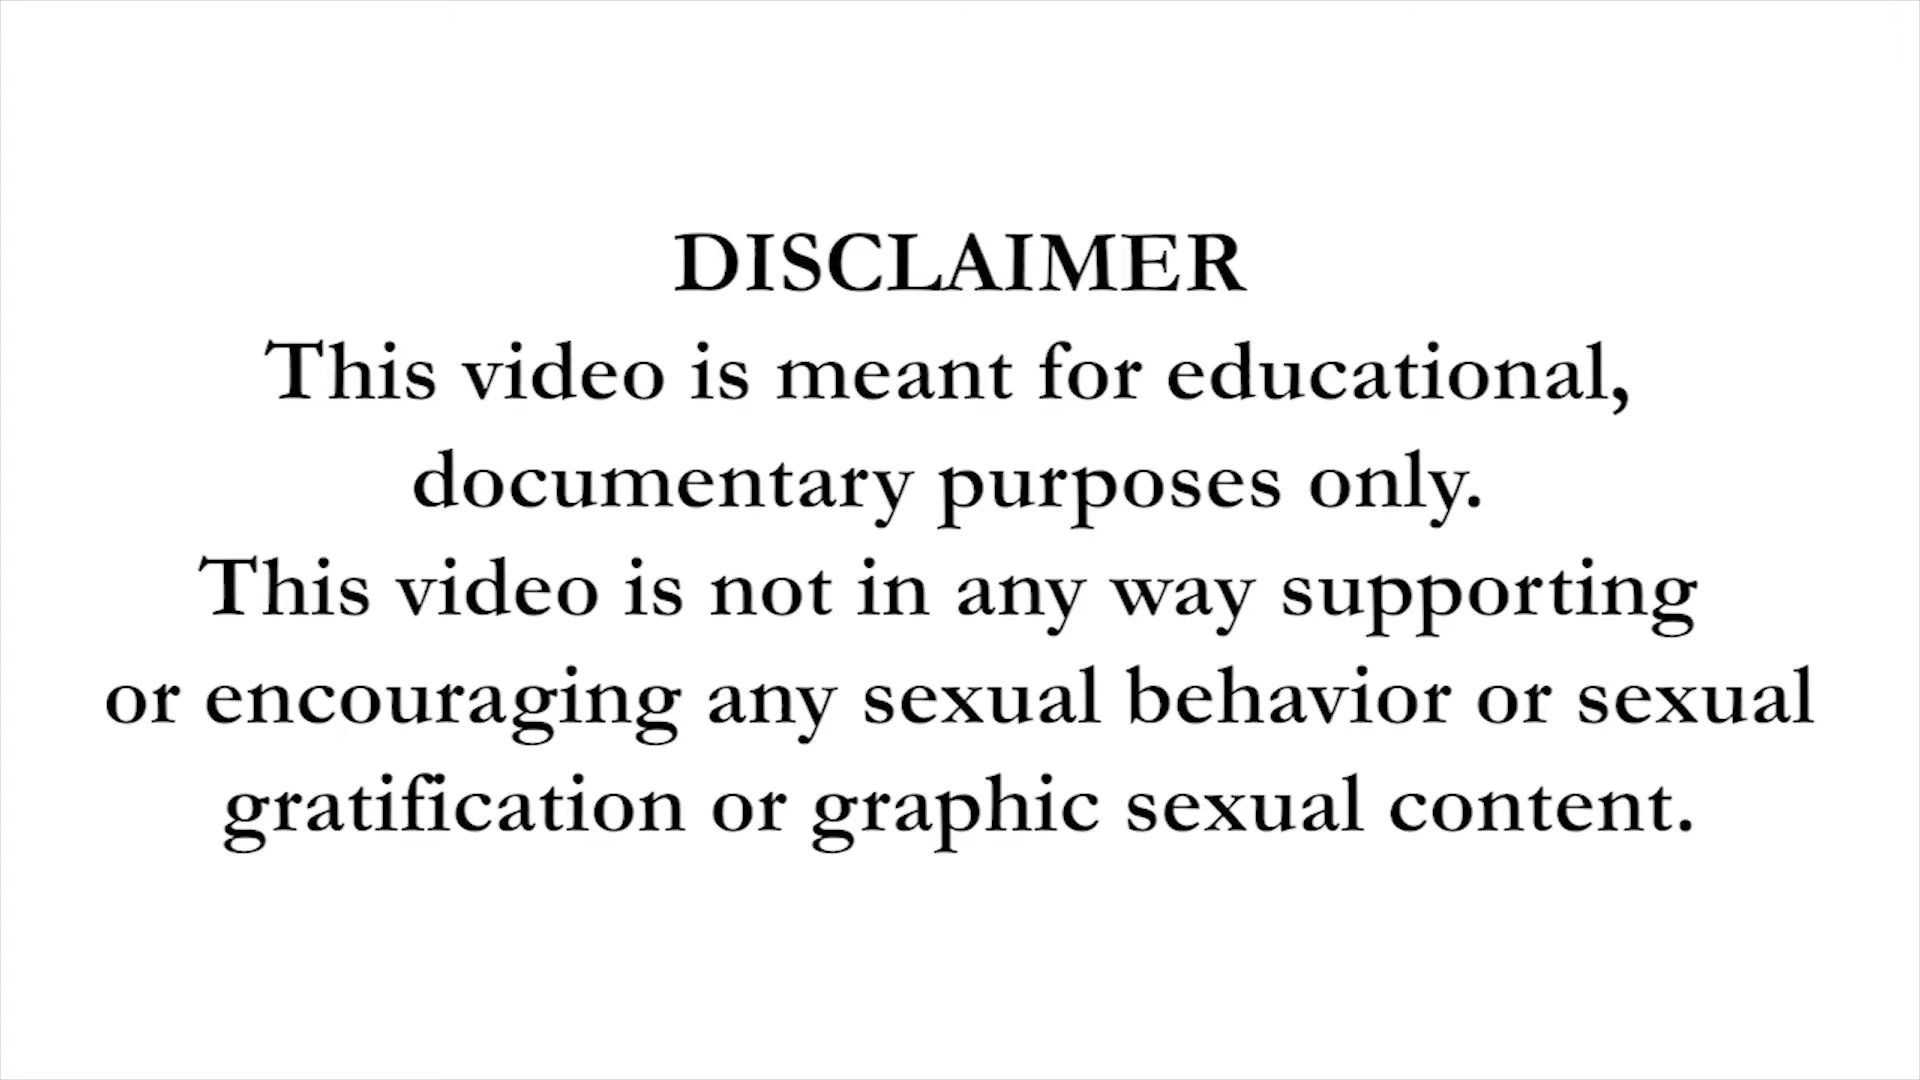 DISCLAIMER
This video is meant for educational,
documentary purposes only.
This video is not in any way supporting
or encouraging any sexual behavior or sexual
gratification or graphic sexual content.